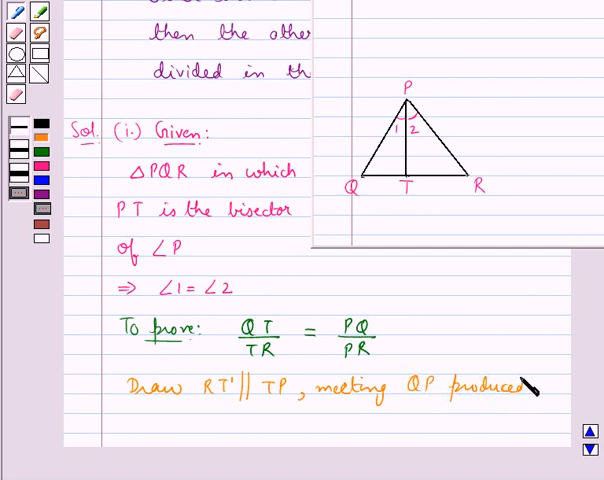 then the other
divided in th
P
1 2
Q T R
Sol. (i.) Given:
△PQR in which
PT is the bisector
of ∠P
⇒ ∠1 = ∠2
To prove: QT/TR = PQ/PR
Draw RT' || TP, meeting QP produced